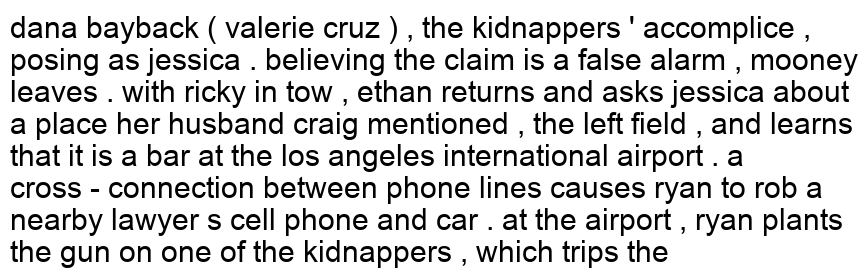 dana bayback ( valerie cruz ) , the kidnappers ' accomplice ,
posing as jessica . believing the claim is a false alarm , mooney
leaves . with ricky in tow , ethan returns and asks jessica about
a place her husband craig mentioned , the left field , and learns
that it is a bar at the los angeles international airport . a
cross - connection between phone lines causes ryan to rob a
nearby lawyer s cell phone and car . at the airport , ryan plants
the gun on one of the kidnappers , which trips the